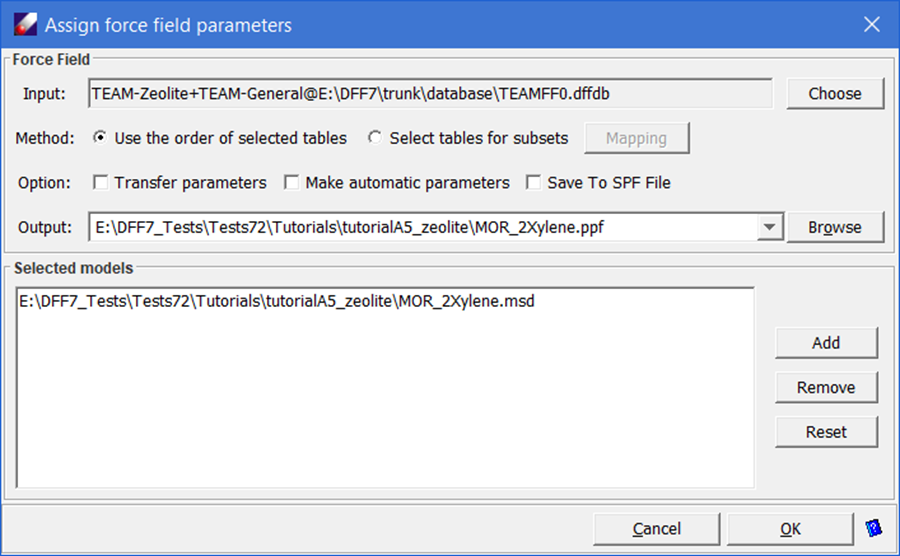 Assign force field parameters
Force Field
Input: TEAM-Zeolite+TEAM-General@E:\DFF7\trunk\database\TEAMFF0.dffdb Choose
Method: Use the order of selected tables Select tables for subsets Mapping
Option: Transfer parameters Make automatic parameters Save To SPF File
Output: E:\DFF7_Tests\Tests72\Tutorials\tutorialA5_zeolite\MOR_2Xylene.ppf Browse
Selected models
E:\DFF7_Tests\Tests72\Tutorials\tutorialA5_zeolite\MOR_2Xylene.msd
Add
Remove
Reset
Cancel OK